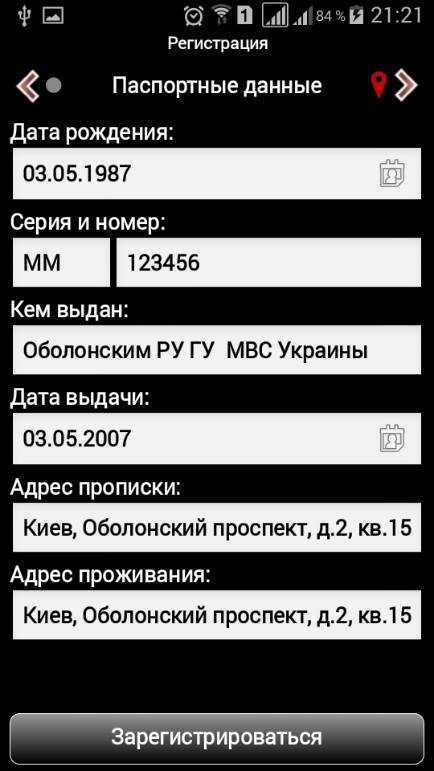 1 84 % 21:21
Регистрация
Паспортные данные
Дата рождения:
03.05.1987
Серия и номер:
ММ 123456
Кем выдан:
Оболонским РУ ГУ  МВС Украины
Дата выдачи:
03.05.2007
Адрес прописки:
Киев, Оболонский проспект, д.2, кв.15
Адрес проживания:
Киев, Оболонский проспект, д.2, кв.15
Зарегистрироваться